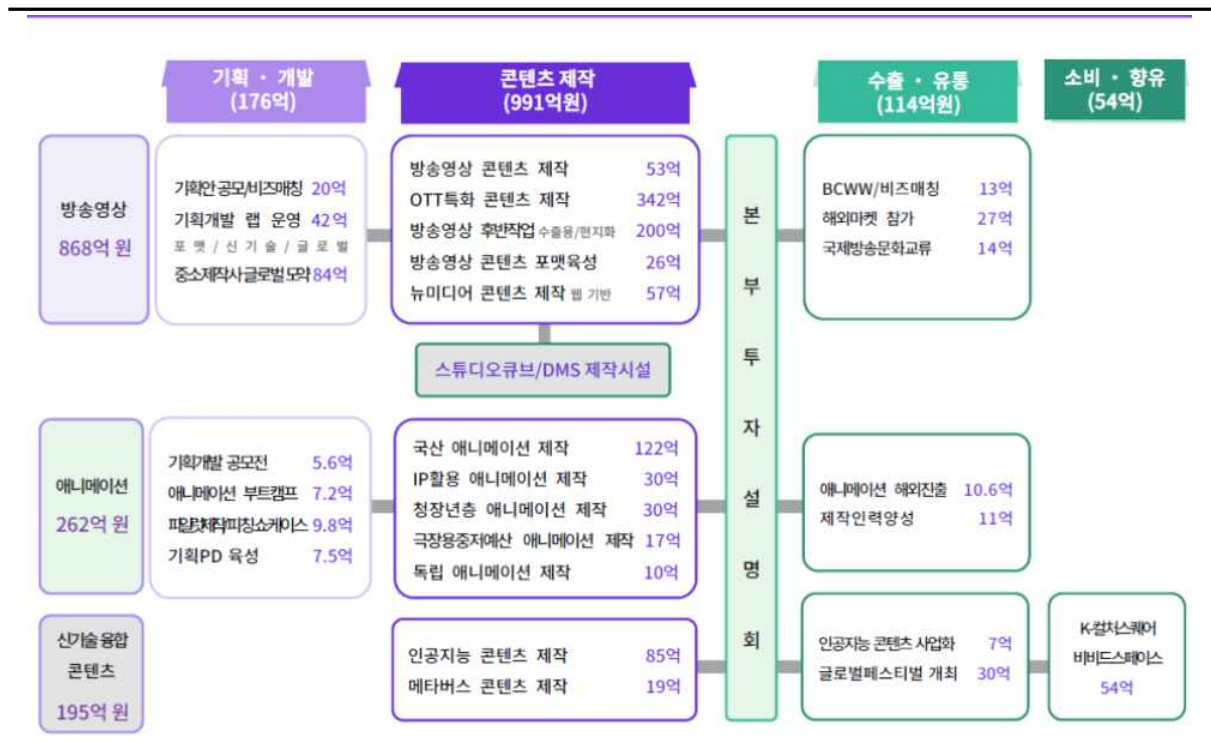 기획 · 개발
(176억)
콘텐츠 제작
(991억원)
수출 · 유통
(114억원)
소비 · 향유
(54억)
방송영상
868억 원
기획안 공모/비즈매칭 20억
기획개발 랩 운영 42억
포맷/신기술/글로벌
중소제작사 글로벌 도약 84억
방송영상 콘텐츠 제작 53억
OTT특화 콘텐츠 제작 342억
방송영상 후반작업 수출용/현지화 200억
방송영상 콘텐츠 포맷육성 26억
뉴미디어 콘텐츠 제작 웹 기반 57억
스튜디오큐브/DMS 제작시설
본부투자설명회
BCWW/비즈매칭 13억
해외마켓 참가 27억
국제방송문화교류 14억
애니메이션
262억 원
기획개발 공모전 5.6억
애니메이션 부트캠프 7.2억
파일럿제작/피칭쇼케이스 9.8억
기획PD 육성 7.5억
국산 애니메이션 제작 122억
IP활용 애니메이션 제작 30억
청장년층 애니메이션 제작 30억
극장용중저예산 애니메이션 제작 17억
독립 애니메이션 제작 10억
애니메이션 해외진출 10.6억
제작인력양성 11억
신기술융합
콘텐츠
195억 원
인공지능 콘텐츠 제작 85억
메타버스 콘텐츠 제작 19억
인공지능 콘텐츠 사업화 7억
글로벌페스티벌 개최 30억
K-컬처스퀘어
비비드스페이스
54억